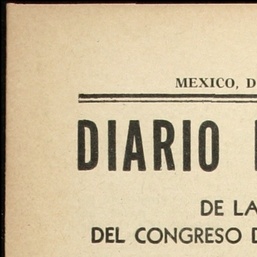 MEXICO, D
DIARIO
DE LA
DEL CONGRESO D